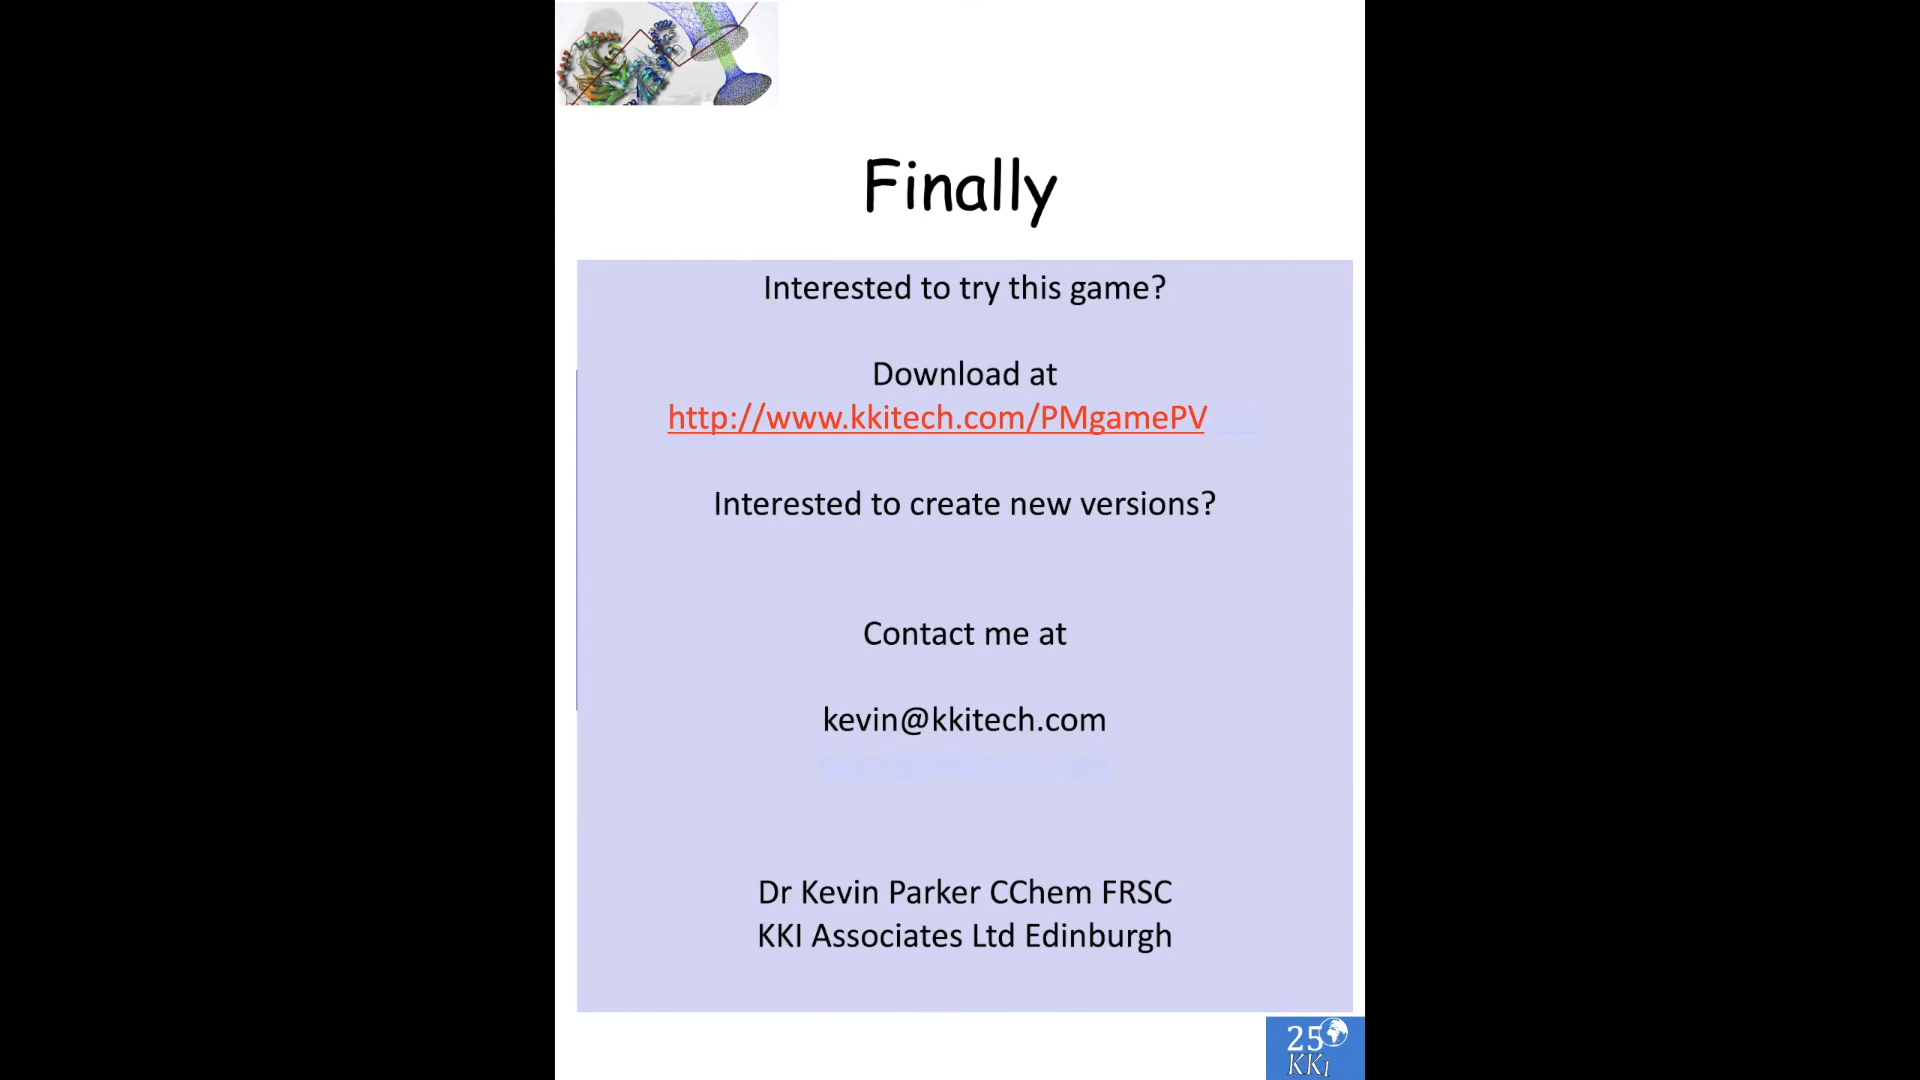 Finally
Interested to try this game?
Download at
http://www.kkitech.com/PMgamePV
Interested to create new versions?
Contact me at
kevin@kkitech.com
Dr Kevin Parker CChem FRSC
KKI Associates Ltd Edinburgh
25
KKI